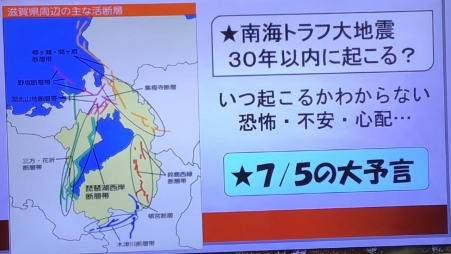 滋賀県周辺の主な活断層
柳ヶ瀬・関ヶ原
断層帯
野坂断層帯
湖北山地断層帯
集福寺断層
三方・花折
断層帯
琵琶湖西岸
断層帯
鈴鹿西縁
断層帯
頓宮断層
木津川断層帯
★南海トラフ大地震
30年以内に起こる?
いつ起こるかわからない
恐怖・不安・心配…
★7/5の大予言